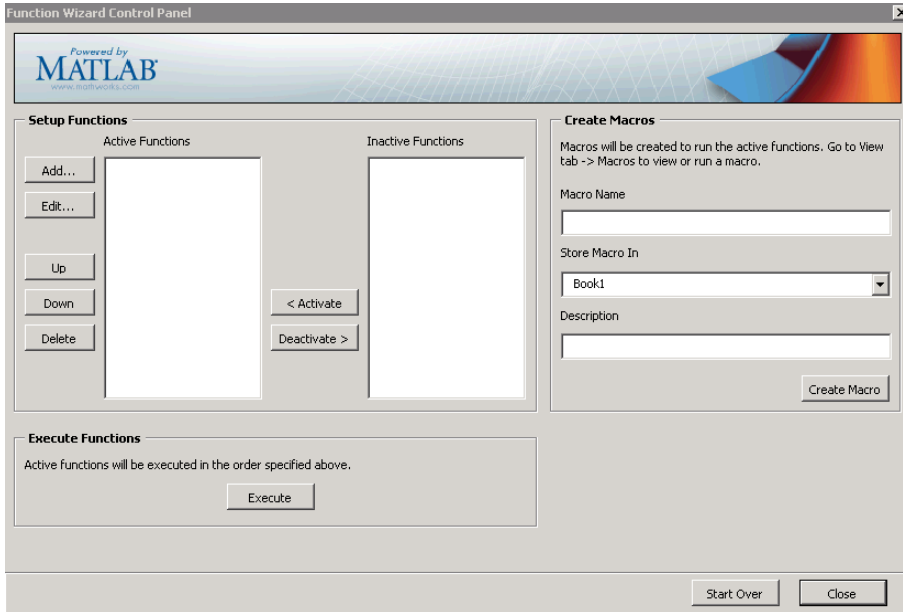 Function Wizard Control Panel
Powered by
MATLAB
www.mathworks.com
Setup Functions
Active Functions
Inactive Functions
Add...
Edit...
Up
Down
Delete
< Activate
Deactivate >
Create Macros
Macros will be created to run the active functions. Go to View
tab -> Macros to view or run a macro.
Macro Name
Store Macro In
Book1
Description
Create Macro
Execute Functions
Active functions will be executed in the order specified above.
Execute
Start Over
Close